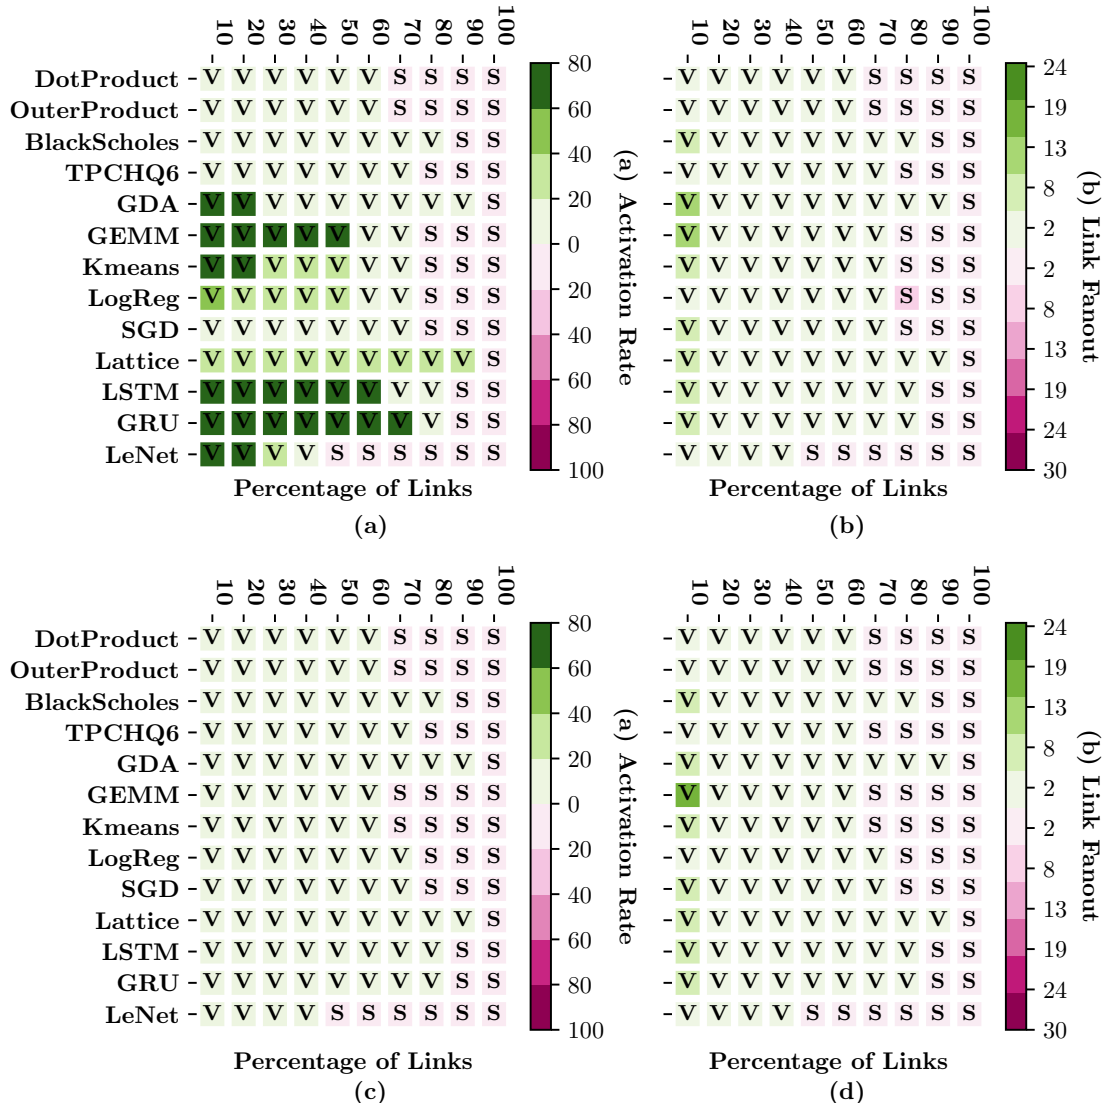 10 20 30 40 50 60 70 80 90 100
DotProduct V V V V V V S S S S
OuterProduct V V V V V V S S S S
BlackScholes V V V V V V V V S S
TPCHQ6 V V V V V V V S S S
GDA V V V V V V V V V S
GEMM V V V V V V V S S S
Kmeans V V V V V V V S S S
LogReg V V V V V V V S S S
SGD V V V V V V V S S S
Lattice V V V V V V V V V S
LSTM V V V V V V V V S S
GRU V V V V V V V V S S
LeNet V V V V S S S S S S
Percentage of Links
(a)
80
60
40
20
0
20
40
60
80
100
(a) Activation Rate
10 20 30 40 50 60 70 80 90 100
V V V V V V S S S S
V V V V V V S S S S
V V V V V V V V S S
V V V V V V V S S S
V V V V V V V V V S
V V V V V V V S S S
V V V V V V V S S S
V V V V V V V S S S
V V V V V V V S S S
V V V V V V V V V S
V V V V V V V V S S
V V V V V V V V S S
V V V V S S S S S S
Percentage of Links
(b)
24
19
13
8
2
2
8
13
19
24
30
(b) Link Fanout
10 20 30 40 50 60 70 80 90 100
DotProduct V V V V V V S S S S
OuterProduct V V V V V V S S S S
BlackScholes V V V V V V V V S S
TPCHQ6 V V V V V V V S S S
GDA V V V V V V V V V S
GEMM V V V V V V S S S S
Kmeans V V V V V V S S S S
LogReg V V V V V V V S S S
SGD V V V V V V V S S S
Lattice V V V V V V V V V S
LSTM V V V V V V V V S S
GRU V V V V V V V V S S
LeNet V V V V S S S S S S
Percentage of Links
(c)
80
60
40
20
0
20
40
60
80
100
(a) Activation Rate
10 20 30 40 50 60 70 80 90 100
V V V V V V S S S S
V V V V V V S S S S
V V V V V V V V S S
V V V V V V S S S S
V V V V V V V V V S
V V V V V V S S S S
V V V V V V S S S S
V V V V V V V S S S
V V V V V V V S S S
V V V V V V V V V S
V V V V V V V V S S
V V V V V V V V S S
V V V V S S S S S S
Percentage of Links
(d)
24
19
13
8
2
2
8
13
19
24
30
(b) Link Fanout